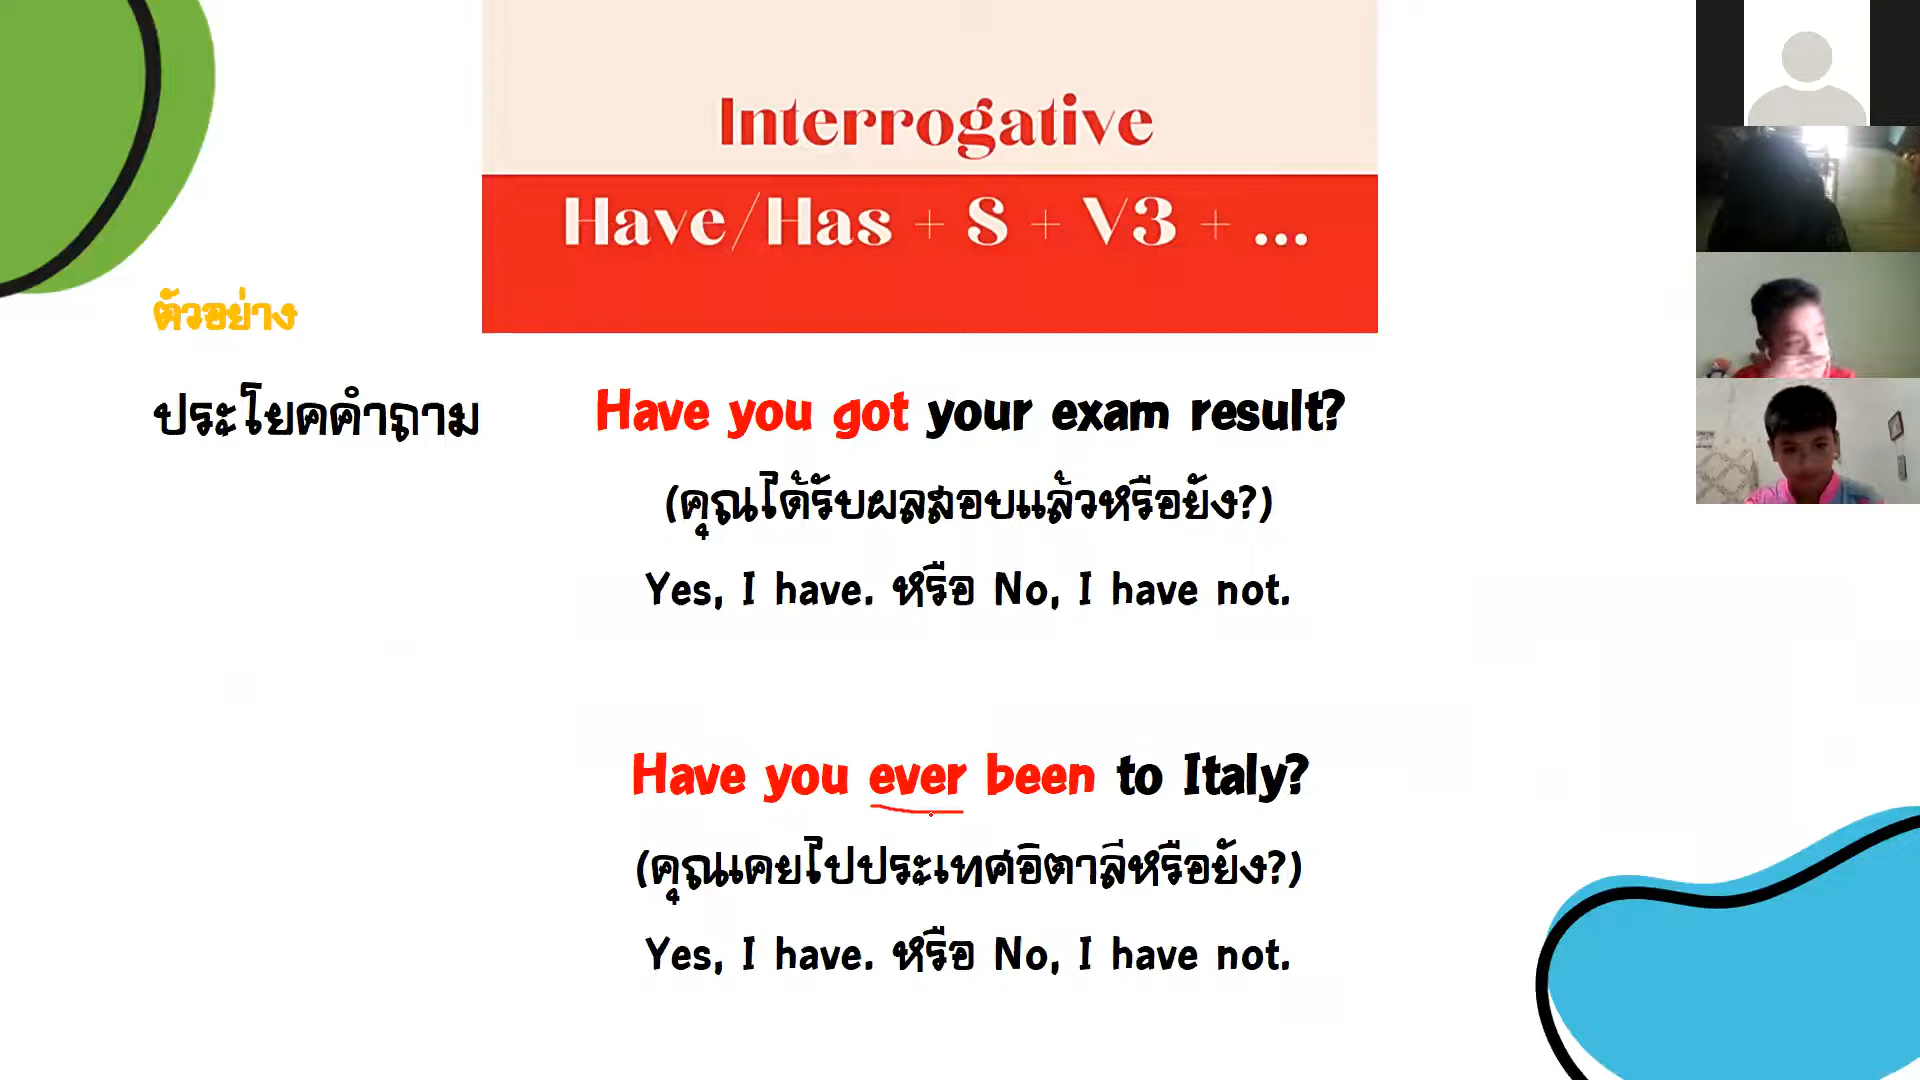 Interrogative
Have/Has + S + V3 + ...
ตัวอย่าง
ประโยคคำถาม
Have you got your exam result?
(คุณได้รับผลสอบแล้วหรือยัง?)
Yes, I have. หรือ No, I have not.
Have you ever been to Italy?
(คุณเคยไปประเทศอิตาลีหรือยัง?)
Yes, I have. หรือ No, I have not.